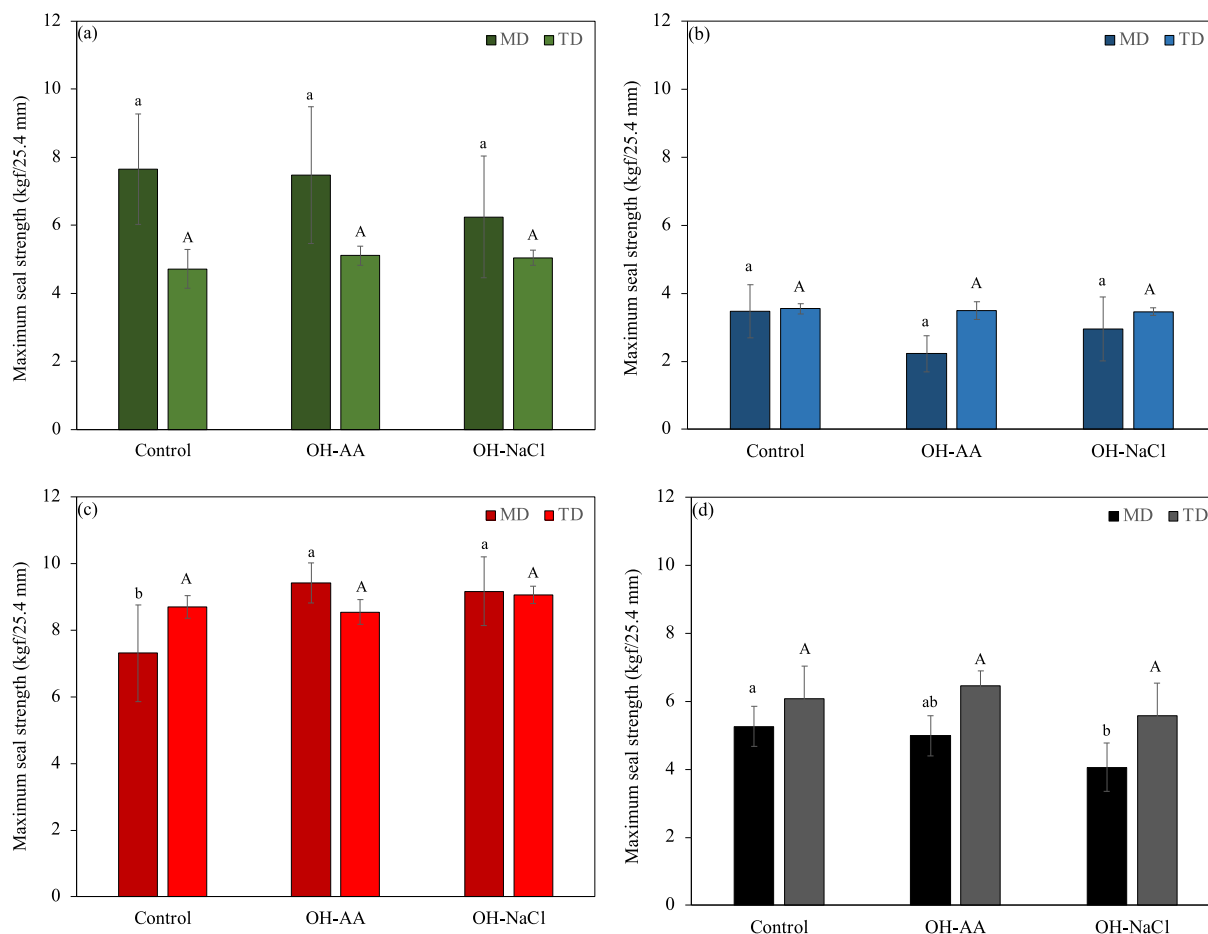 (a)
MD TD
Maximum seal strength (kgf/25.4 mm)
12
10
8
6
4
2
0
a
A
a
A
a
A
Control OH-AA OH-NaCl
(b)
MD TD
Maximum seal strength (kgf/25.4 mm)
12
10
8
6
4
2
0
a
A
a
A
a
A
Control OH-AA OH-NaCl
(c)
MD TD
Maximum seal strength (kgf/25.4 mm)
12
10
8
6
4
2
0
b
A
a
A
a
A
Control OH-AA OH-NaCl
(d)
MD TD
Maximum seal strength (kgf/25.4 mm)
12
10
8
6
4
2
0
a
A
ab
A
b
A
Control OH-AA OH-NaCl